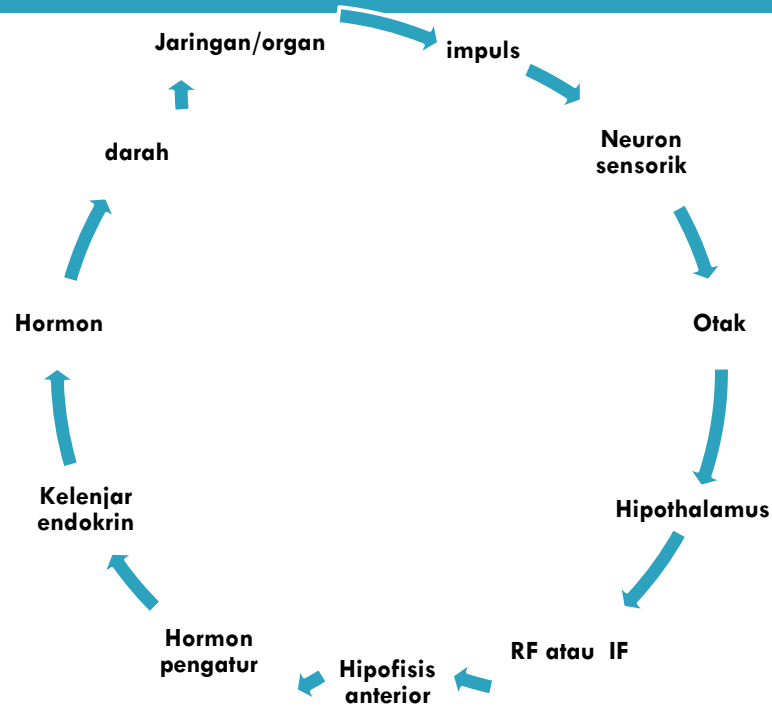 Jaringan/organ
impuls
Neuron
sensorik
Otak
Hipothalamus
RF atau  IF
Hipofisis
anterior
Hormon
pengatur
Kelenjar
endokrin
Hormon
darah